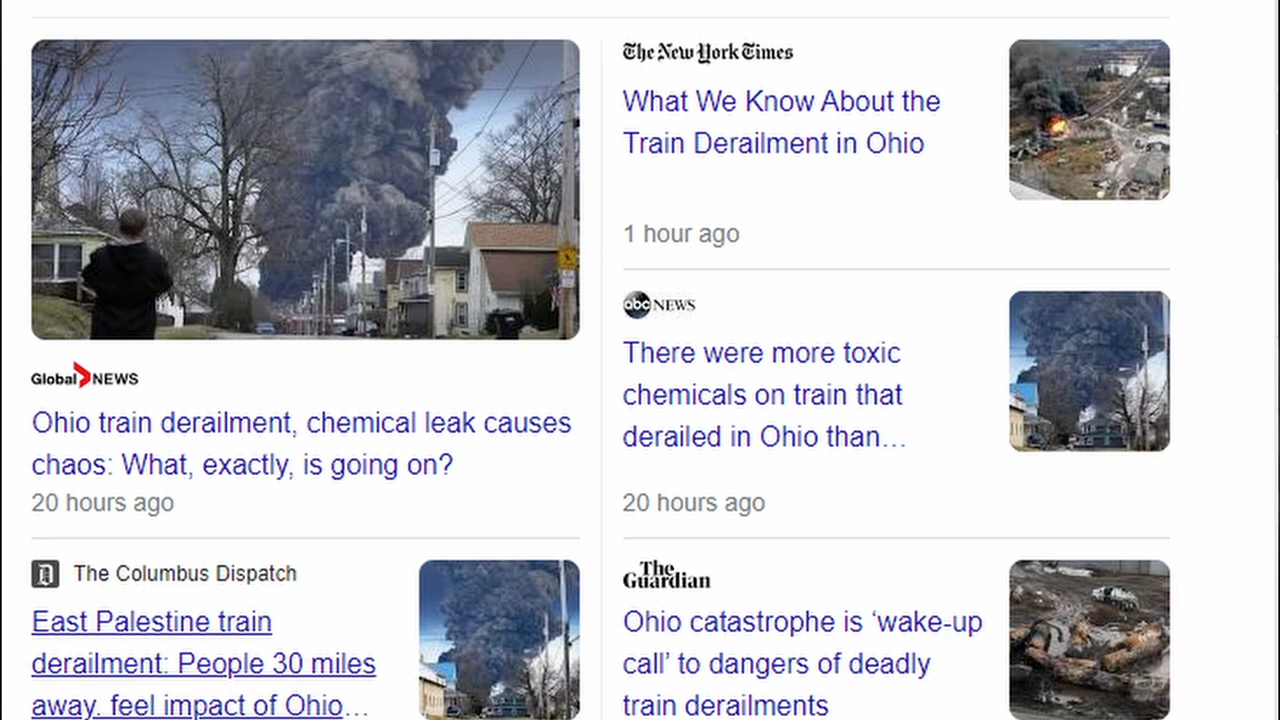 Global NEWS
Ohio train derailment, chemical leak causes
chaos: What, exactly, is going on?
20 hours ago
D The Columbus Dispatch
East Palestine train
derailment: People 30 miles
away. feel impact of Ohio...
The New York Times
What We Know About the
Train Derailment in Ohio
1 hour ago
abc NEWS
There were more toxic
chemicals on train that
derailed in Ohio than...
20 hours ago
The
Guardian
Ohio catastrophe is ‘wake-up
call’ to dangers of deadly
train derailments